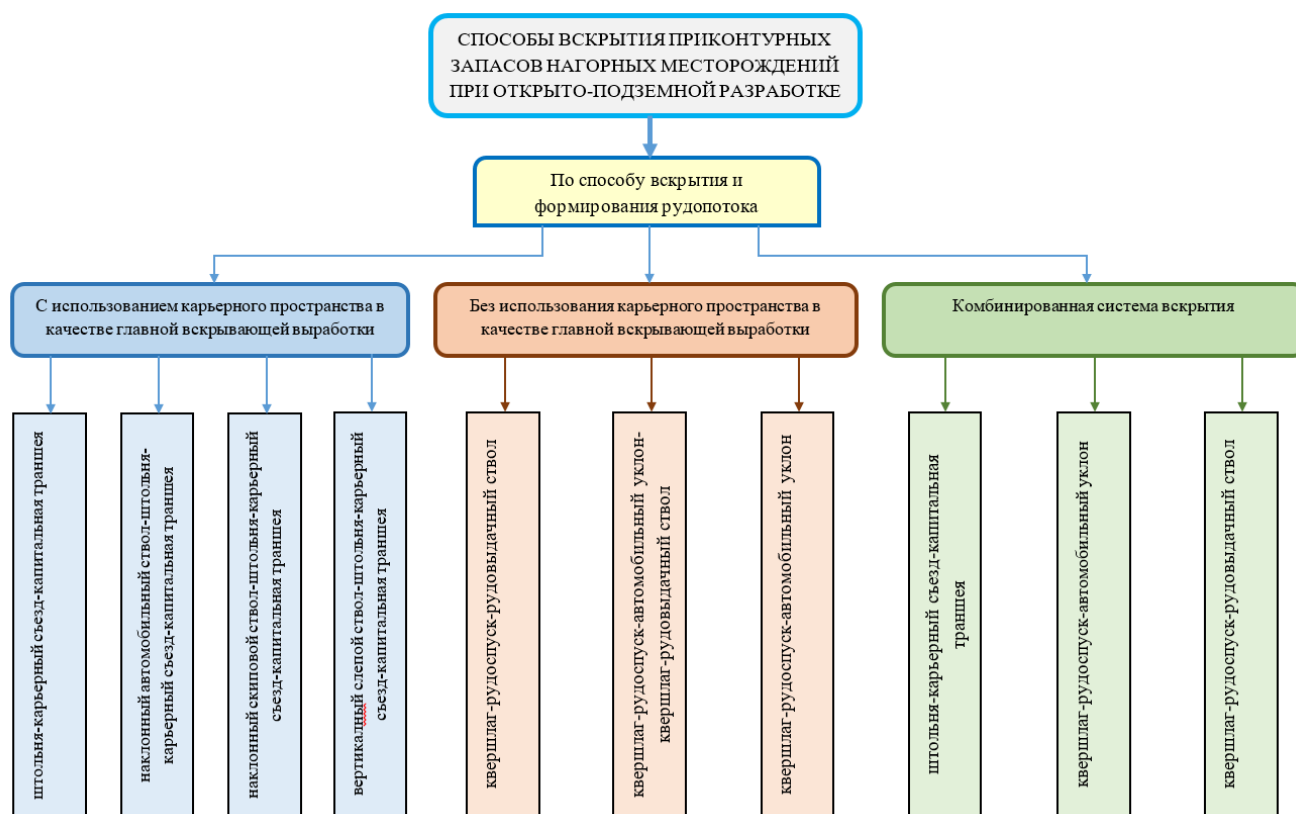 СПОСОБЫ ВСКРЫТИЯ ПРИКОНТУРНЫХ
ЗАПАСОВ НАГОРНЫХ МЕСТОРОЖДЕНИЙ
ПРИ ОТКРЫТО-ПОДЗЕМНОЙ РАЗРАБОТКЕ
По способу вскрытия и
формирования рудопотока
С использованием карьерного пространства в
качестве главной вскрывающей выработки
Без использования карьерного пространства в
качестве главной вскрывающей выработки
Комбинированная система вскрытия
штольня-карьерный съезд-капитальная траншея
наклонный автомобильный ствол-штольня-
карьерный съезд-капитальная траншея
наклонный скиповой ствол-штольня-карьерный
съезд-капитальная траншея
вертикалный слепой ствол-штольня-карьерный
съезд-капитальная траншея
квершлаг-рудоспуск-рудовыдачный ствол
квершлаг-рудоспуск-автомобильный уклон-
квершлаг-рудовыдачный ствол
квершлаг-рудоспуск-автомобильный уклон
штольня-карьерный съезд-капитальная
траншея
квершлаг-рудоспуск-автомобильный уклон
квершлаг-рудоспуск-рудовыдачный ствол